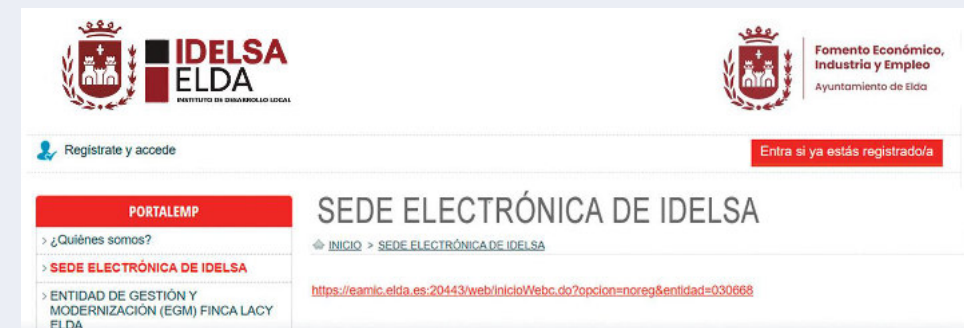 IDELSA
ELDA
INSTITUTO DE DESARROLLO LOCAL
Fomento Económico,
Industria y Empleo
Ayuntamiento de Elda
Regístrate y accede
Entra si ya estás registrado/a
PORTALEMP
> ¿Quiénes somos?
> SEDE ELECTRÓNICA DE IDELSA
> ENTIDAD DE GESTIÓN Y
MODERNIZACIÓN (EGM) FINCA LACY
ELDA
SEDE ELECTRÓNICA DE IDELSA
INICIO > SEDE ELECTRÓNICA DE IDELSA
https://eamic.elda.es:20443/web/inicioWebc.do?opcion=noreg&entidad=030668